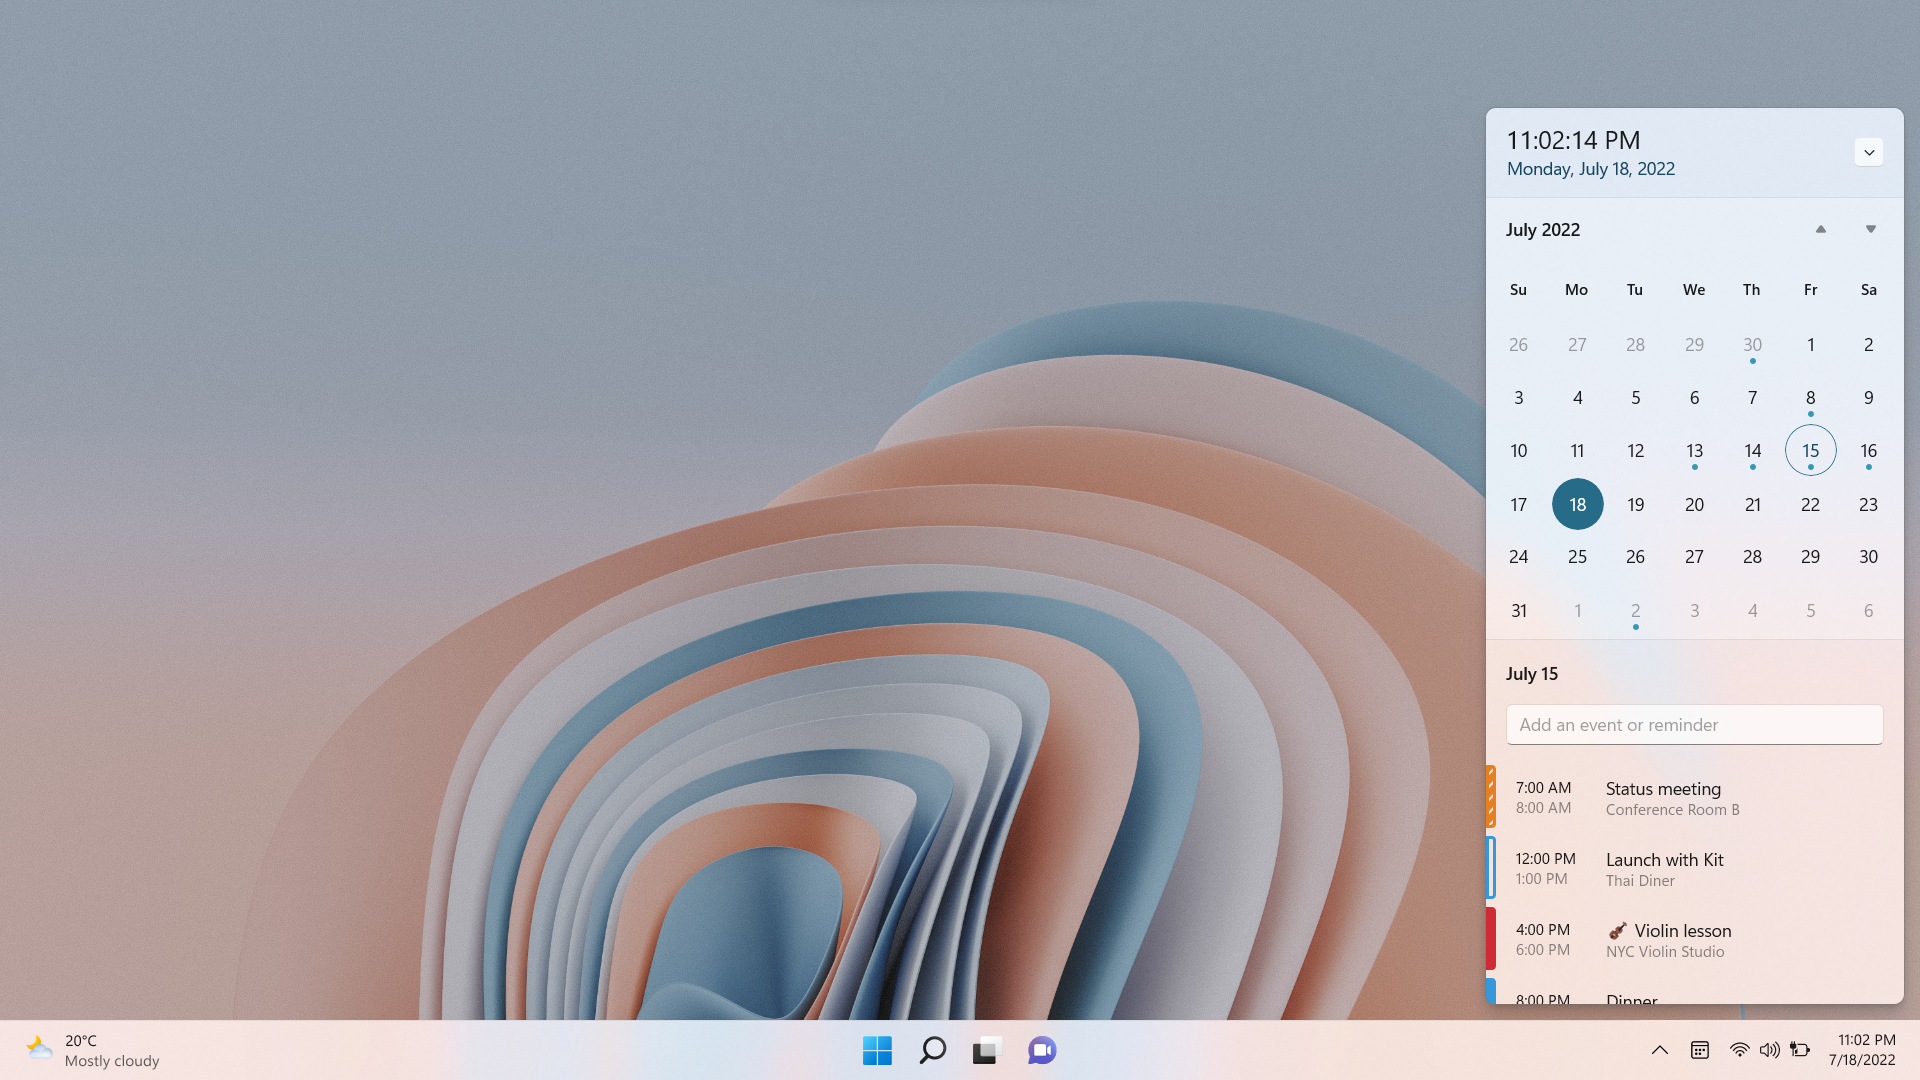 11:02:14 PM
Monday, July 18, 2022
July 2022
Su Mo Tu We Th Fr Sa
26 27 28 29 30 1 2
3 4 5 6 7 8 9
10 11 12 13 14 15 16
17 18 19 20 21 22 23
24 25 26 27 28 29 30
31 1 2 3 4 5 6
July 15
Add an event or reminder
7:00 AM Status meeting
8:00 AM Conference Room B
12:00 PM Launch with Kit
1:00 PM Thai Diner
4:00 PM 🎻 Violin lesson
6:00 PM NYC Violin Studio
8:00 PM Dinner
20°C
Mostly cloudy
11:02 PM
7/18/2022